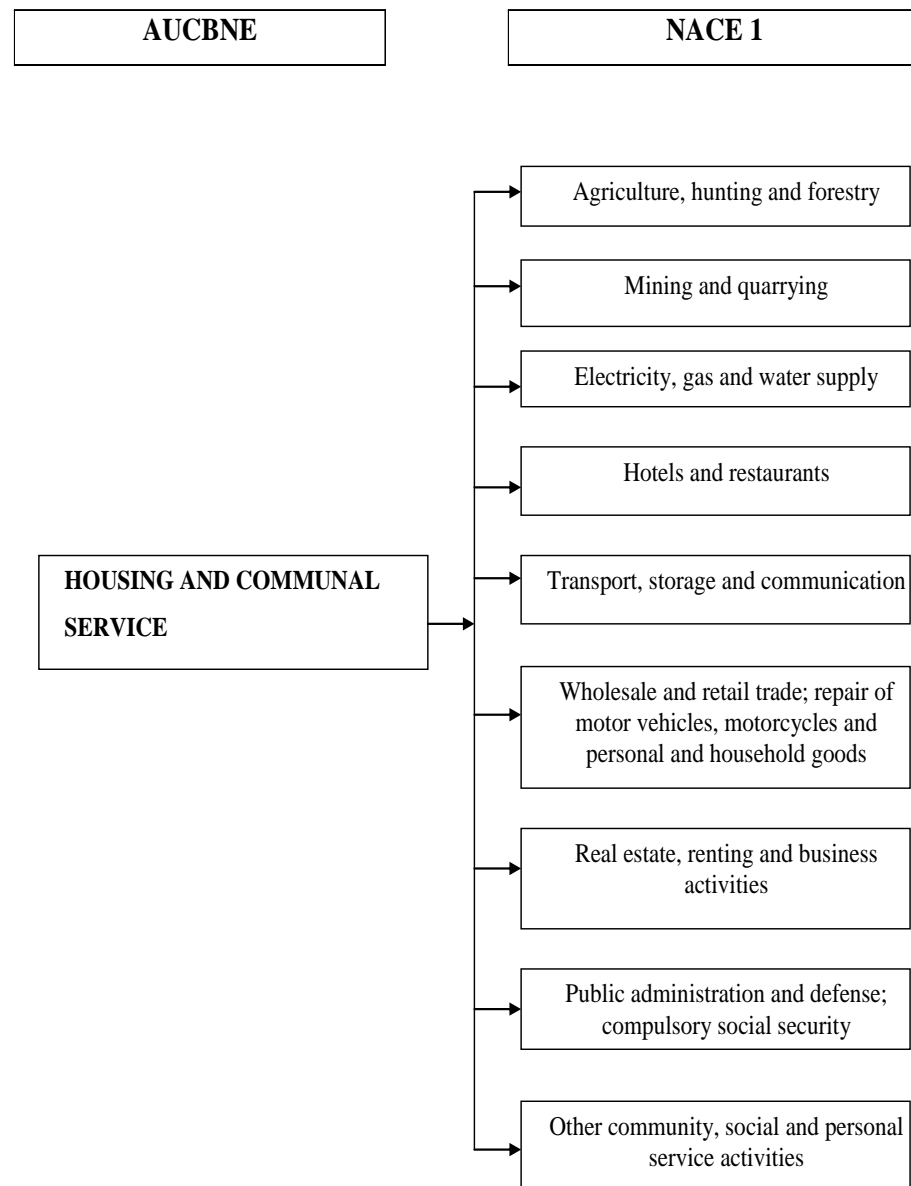 AUCBNE
NACE 1
Agriculture, hunting and forestry
Mining and quarrying
Electricity, gas and water supply
Hotels and restaurants
HOUSING AND COMMUNAL
SERVICE
Transport, storage and communication
Wholesale and retail trade; repair of
motor vehicles, motorcycles and
personal and household goods
Real estate, renting and business
activities
Public administration and defense;
compulsory social security
Other community, social and personal
service activities